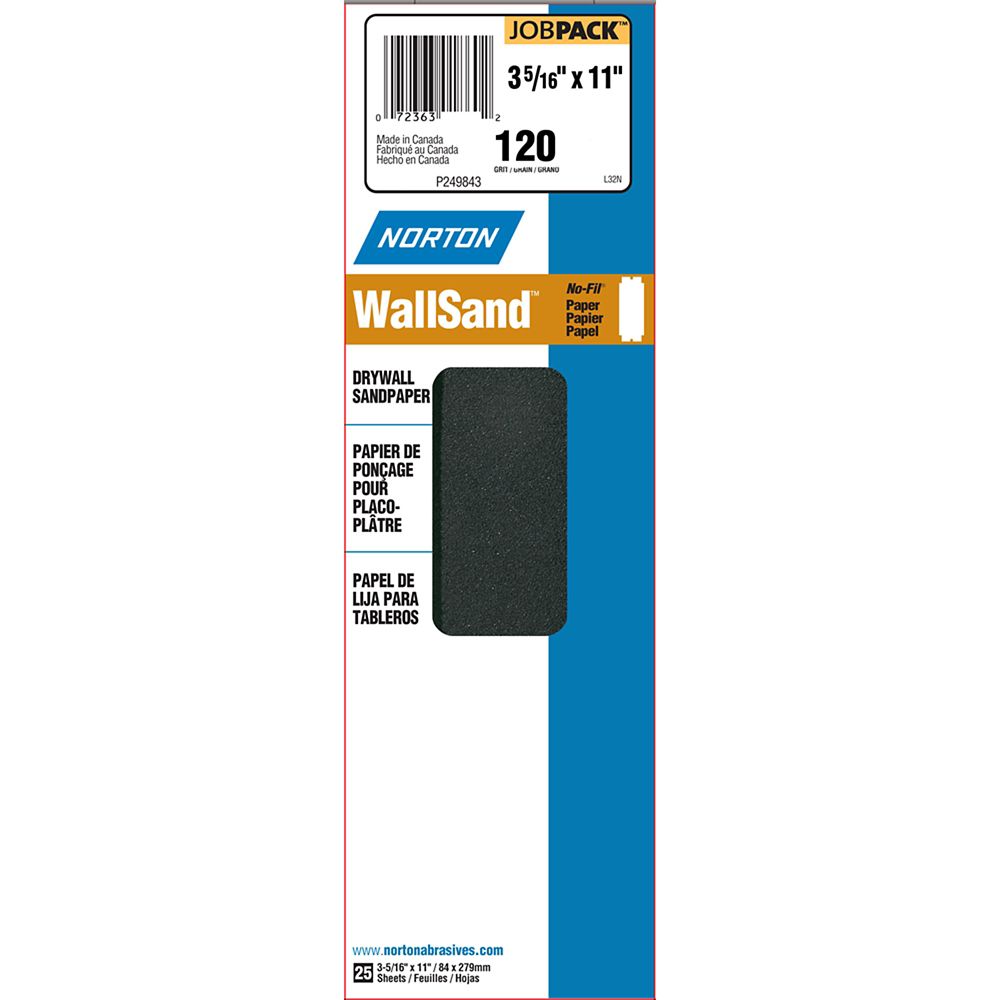 JOBPACK™
3 5/16" x 11"
0 72363 2
Made in Canada
Fabriqué au Canada
Hecho en Canada
120
GRIT / GRAIN / GRANO
P249843
L32N
NORTON
WallSand™
No-Fil®
Paper
Papier
Papel
DRYWALL
SANDPAPER
PAPIER DE
PONÇAGE
POUR
PLACO-
PLÂTRE
PAPEL DE
LIJA PARA
TABLEROS
www.nortonabrasives.com
25 3-5/16" x 11" / 84 x 279mm
Sheets / Feuilles / Hojas